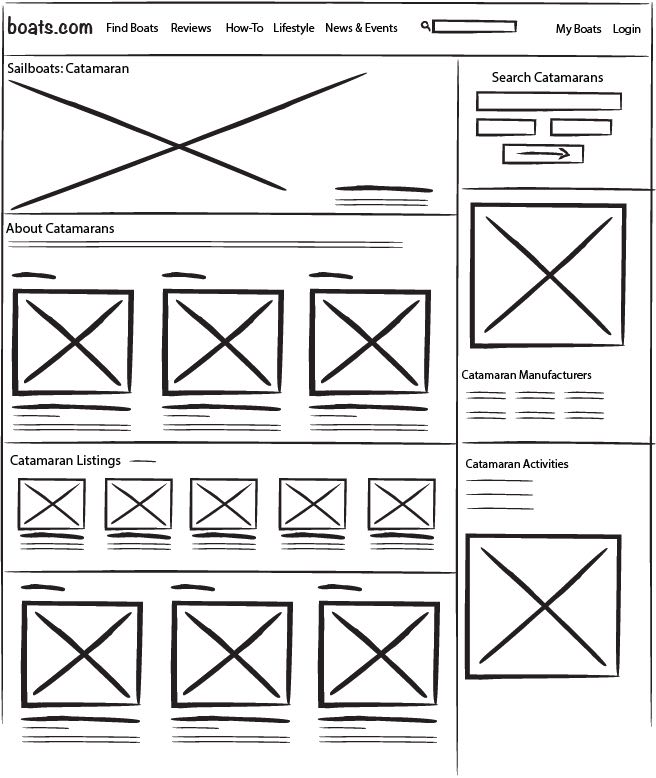 boats.com Find Boats Reviews How-To Lifestyle News & Events My Boats Login
Sailboats: Catamaran
Search Catamarans
About Catamarans
Catamaran Manufacturers
Catamaran Listings
Catamaran Activities